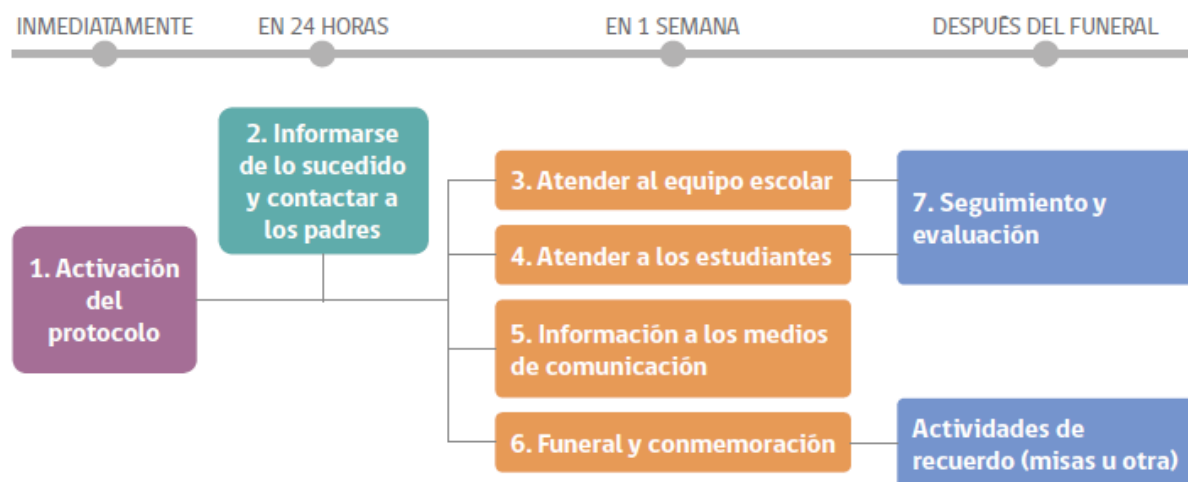 INMEDIATAMENTE
EN 24 HORAS
EN 1 SEMANA
DESPUÉS DEL FUNERAL
1. Activación
del
protocolo
2. Informarse
de lo sucedido
y contactar a
los padres
3. Atender al equipo escolar
4. Atender a los estudiantes
5. Información a los medios
de comunicación
6. Funeral y conmemoración
7. Seguimiento y
evaluación
Actividades de
recuerdo (misas u otra)